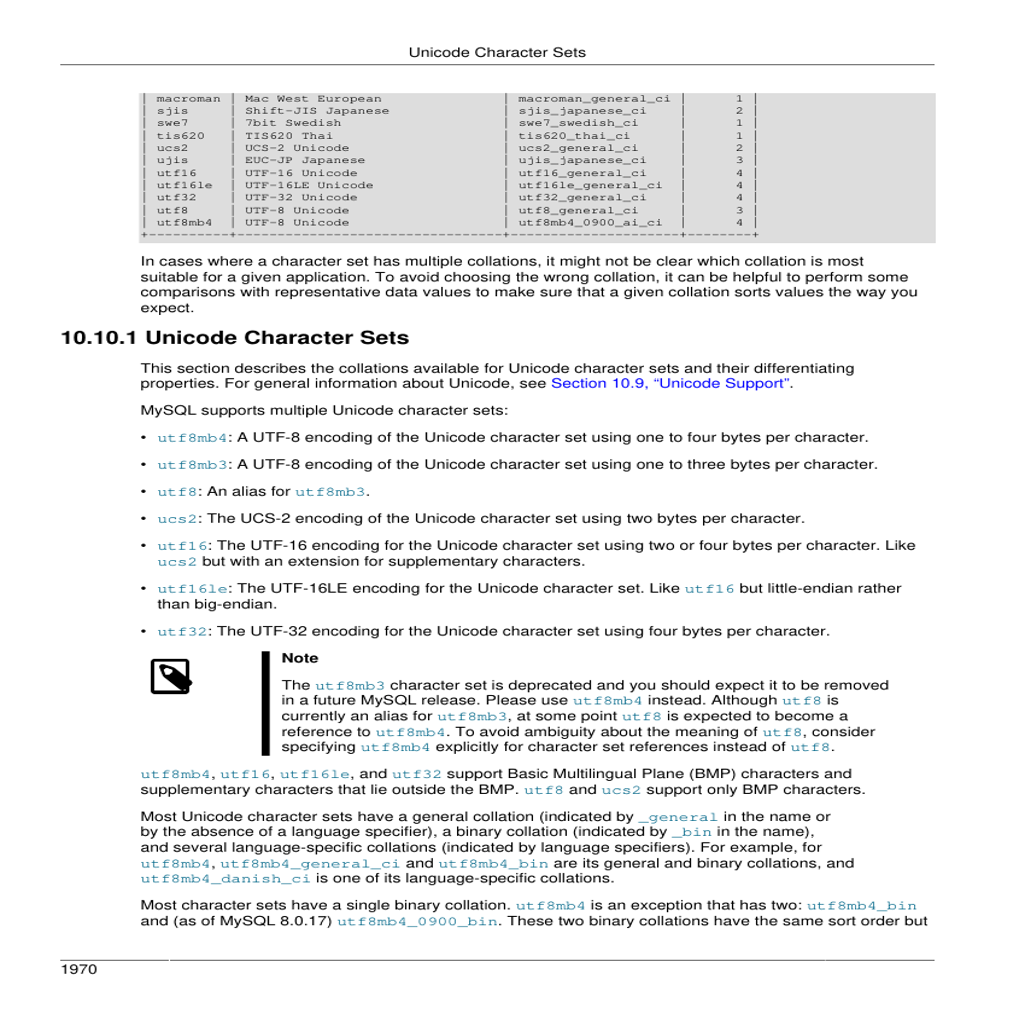 Unicode Character Sets
| macroman | Mac West European | macroman_general_ci | 1 |
| sjis | Shift-JIS Japanese | sjis_japanese_ci | 2 |
| swe7 | 7bit Swedish | swe7_swedish_ci | 1 |
| tis620 | TIS620 Thai | tis620_thai_ci | 1 |
| ucs2 | UCS-2 Unicode | ucs2_general_ci | 2 |
| ujis | EUC-JP Japanese | ujis_japanese_ci | 3 |
| utf16 | UTF-16 Unicode | utf16_general_ci | 4 |
| utf16le | UTF-16LE Unicode | utf16le_general_ci | 4 |
| utf32 | UTF-32 Unicode | utf32_general_ci | 4 |
| utf8 | UTF-8 Unicode | utf8_general_ci | 3 |
| utf8mb4 | UTF-8 Unicode | utf8mb4_0900_ai_ci | 4 |
+----------+---------------------------------+---------------------+--------+
In cases where a character set has multiple collations, it might not be clear which collation is most
suitable for a given application. To avoid choosing the wrong collation, it can be helpful to perform some
comparisons with representative data values to make sure that a given collation sorts values the way you
expect.
10.10.1 Unicode Character Sets
This section describes the collations available for Unicode character sets and their differentiating
properties. For general information about Unicode, see Section 10.9, “Unicode Support”.
MySQL supports multiple Unicode character sets:
• utf8mb4: A UTF-8 encoding of the Unicode character set using one to four bytes per character.
• utf8mb3: A UTF-8 encoding of the Unicode character set using one to three bytes per character.
• utf8: An alias for utf8mb3.
• ucs2: The UCS-2 encoding of the Unicode character set using two bytes per character.
• utf16: The UTF-16 encoding for the Unicode character set using two or four bytes per character. Like
ucs2 but with an extension for supplementary characters.
• utf16le: The UTF-16LE encoding for the Unicode character set. Like utf16 but little-endian rather
than big-endian.
• utf32: The UTF-32 encoding for the Unicode character set using four bytes per character.
Note
The utf8mb3 character set is deprecated and you should expect it to be removed
in a future MySQL release. Please use utf8mb4 instead. Although utf8 is
currently an alias for utf8mb3, at some point utf8 is expected to become a
reference to utf8mb4. To avoid ambiguity about the meaning of utf8, consider
specifying utf8mb4 explicitly for character set references instead of utf8.
utf8mb4, utf16, utf16le, and utf32 support Basic Multilingual Plane (BMP) characters and
supplementary characters that lie outside the BMP. utf8 and ucs2 support only BMP characters.
Most Unicode character sets have a general collation (indicated by _general in the name or
by the absence of a language specifier), a binary collation (indicated by _bin in the name),
and several language-specific collations (indicated by language specifiers). For example, for
utf8mb4, utf8mb4_general_ci and utf8mb4_bin are its general and binary collations, and
utf8mb4_danish_ci is one of its language-specific collations.
Most character sets have a single binary collation. utf8mb4 is an exception that has two: utf8mb4_bin
and (as of MySQL 8.0.17) utf8mb4_0900_bin. These two binary collations have the same sort order but
1970